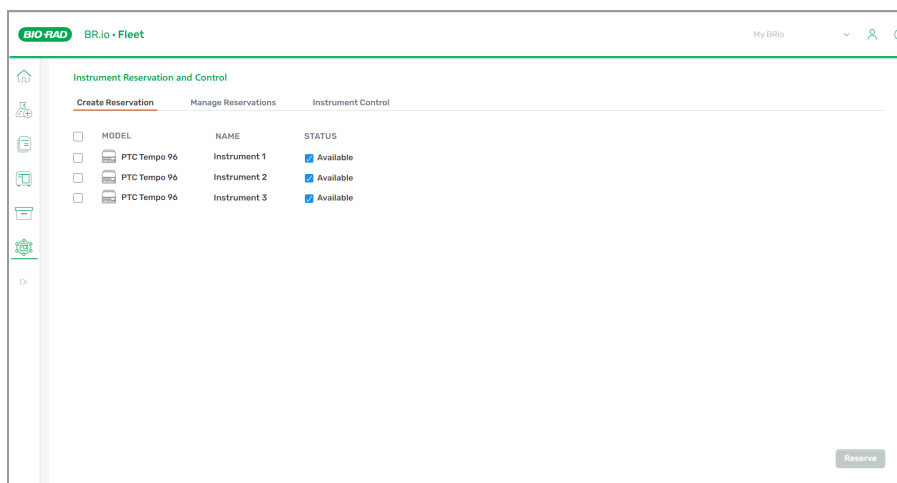 BIO-RAD BR.io • Fleet My BRio
Instrument Reservation and Control
Create Reservation Manage Reservations Instrument Control
MODEL NAME STATUS
PTC Tempo 96 Instrument 1 Available
PTC Tempo 96 Instrument 2 Available
PTC Tempo 96 Instrument 3 Available
Reserve